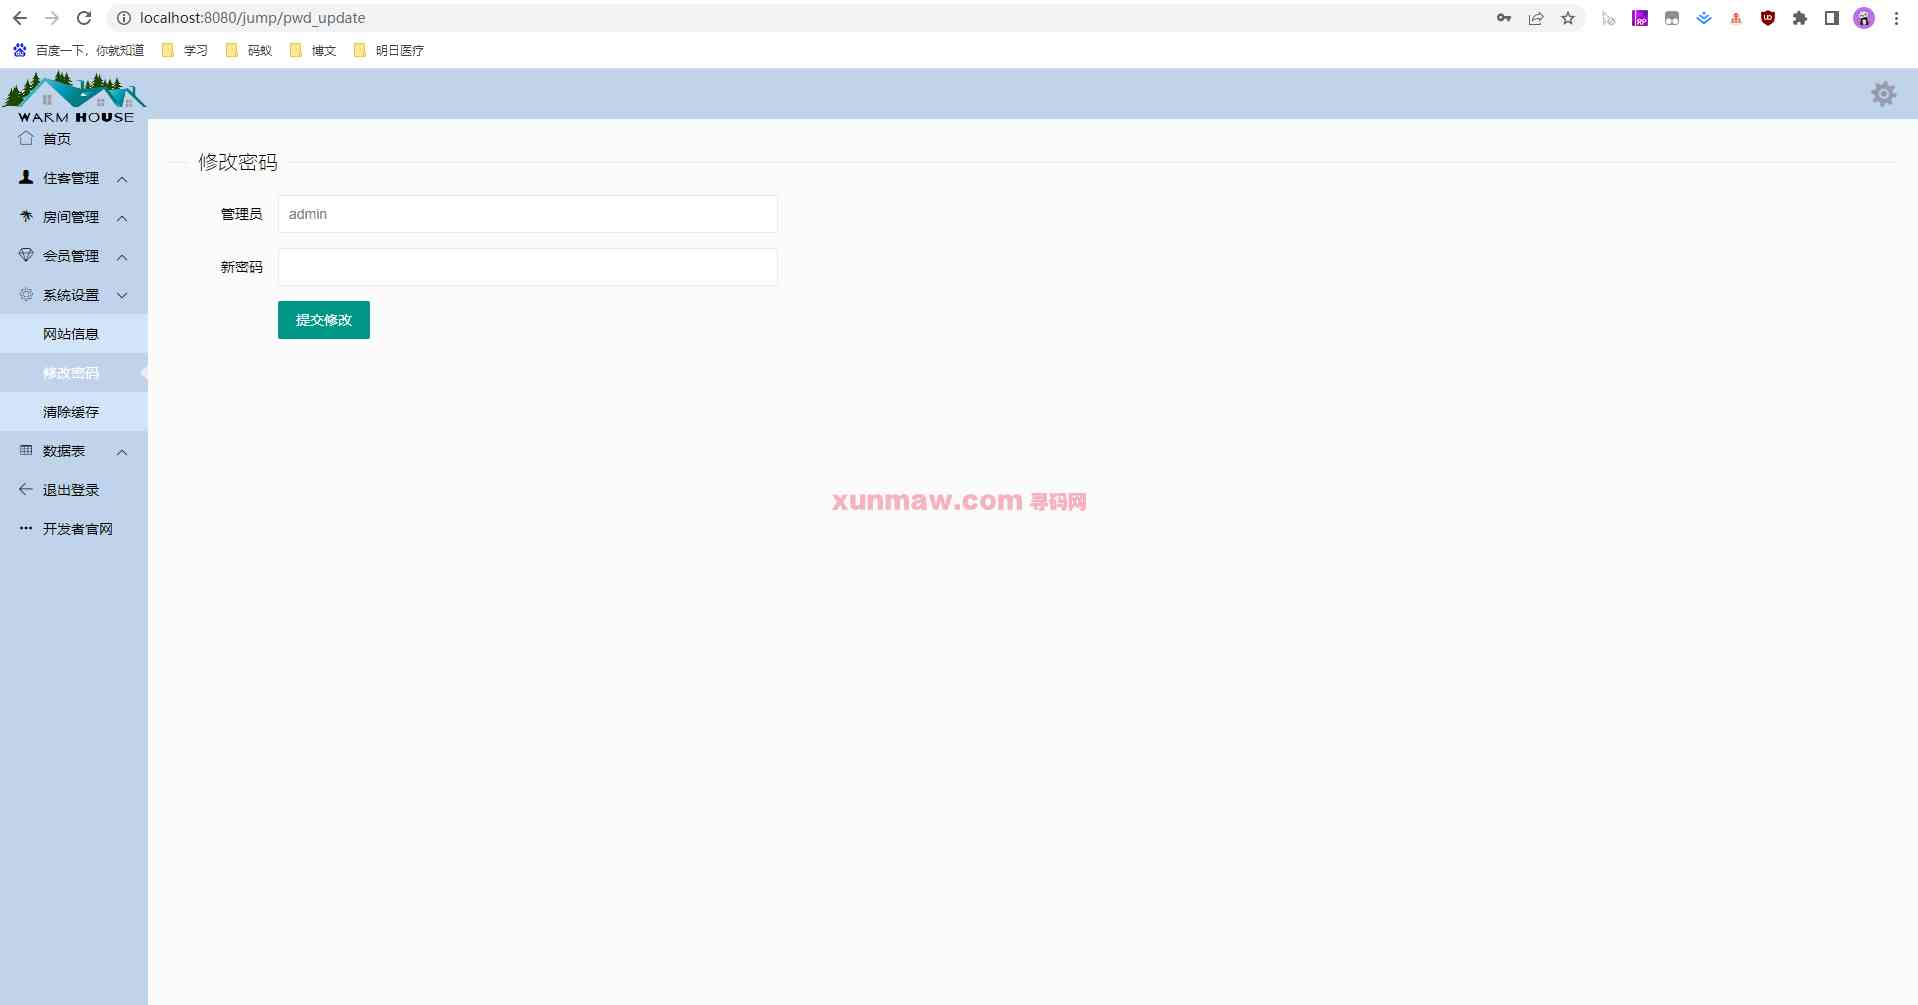 localhost:8080/jump/pwd_update
百度一下，你就知道 学习 码蚁 博文 明日医疗
WARM HOUSE
首页
住客管理
房间管理
会员管理
系统设置
网站信息
修改密码
清除缓存
数据表
退出登录
开发者官网
修改密码
管理员 admin
新密码
提交修改
xunmaw.com 寻码网